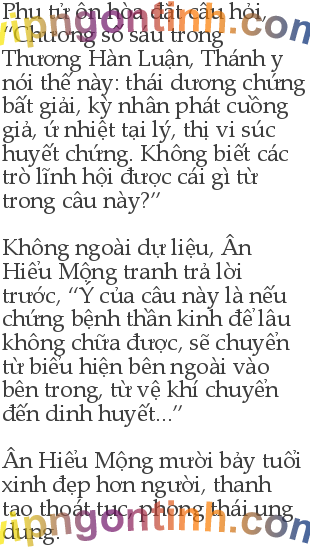 Phu tử ôn hòa đặt câu hỏi,
“Chương số sáu trong
Thương Hàn Luận, Thánh y
nói thế này: thái dương chứng
bất giải, kỳ nhân phát cuồng
giả, ứ nhiệt tại lý, thị vi súc
huyết chứng. Không biết các
trò lĩnh hội được cái gì từ
trong câu này?”
Không ngoài dự liệu, Ân
Hiểu Mộng tranh trả lời
trước, “Ý của câu này là nếu
chứng bệnh thần kinh để lâu
không chữa được, sẽ chuyển
từ biểu hiện bên ngoài vào
bên trong, từ vệ khí chuyển
đến dinh huyết...”
Ân Hiểu Mộng mười bảy tuổi
xinh đẹp hơn người, thanh
tao thoát tục, phong thái ung
dung.
vipngontinh.com
vipngontinh.com